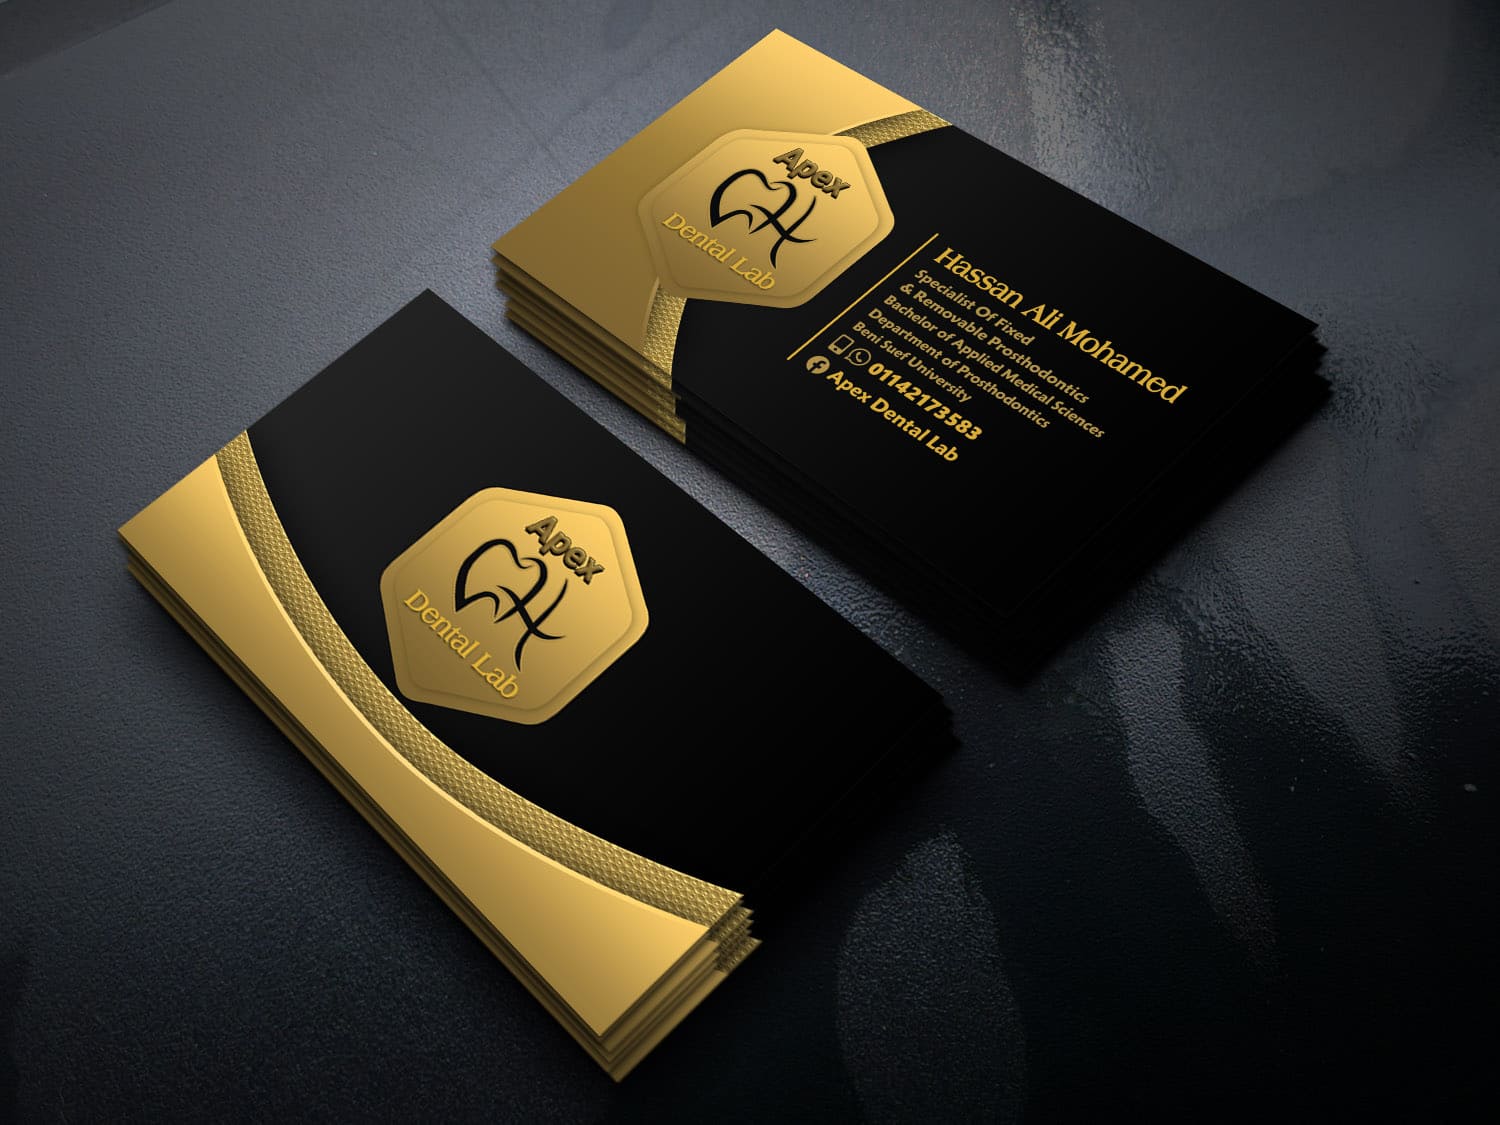 Apex
Dental Lab
Hassan Ali Mohamed
Specialist Of Fixed
& Removable Prosthodontics
Bachelor of Applied Medical Sciences
Department of Prosthodontics
Beni Suef University
01142173583
Apex Dental Lab
Apex
Dental Lab